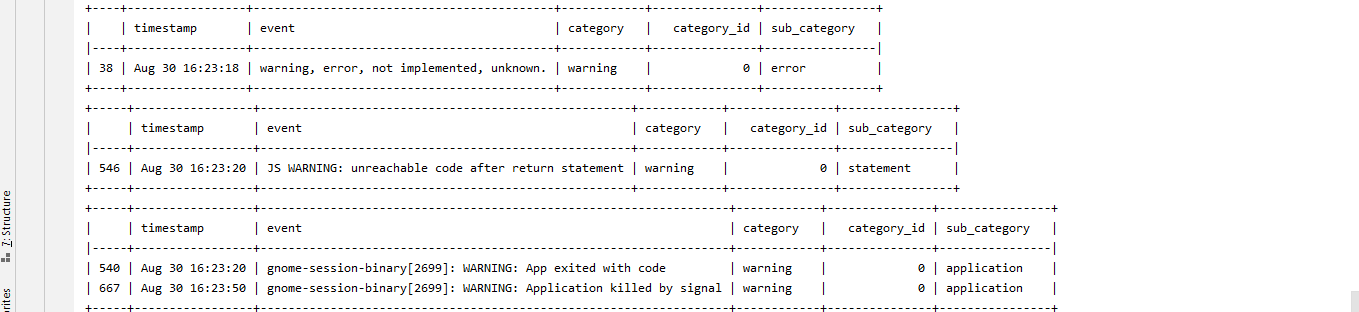 +----+-----------------+------------------------------------------+------------+---------------+----------------+
|    | timestamp       | event                                    | category   |   category_id | sub_category   |
|----+-----------------+------------------------------------------+------------+---------------+----------------|
| 38 | Aug 30 16:23:18 | warning, error, not implemented, unknown. | warning    |             0 | error          |
+----+-----------------+------------------------------------------+------------+---------------+----------------+
+-----+-----------------+-----------------------------------------------------+------------+---------------+----------------+
|     | timestamp       | event                                               | category   |   category_id | sub_category   |
|-----+-----------------+-----------------------------------------------------+------------+---------------+----------------|
| 546 | Aug 30 16:23:20 | JS WARNING: unreachable code after return statement | warning    |             0 | statement      |
+-----+-----------------+-----------------------------------------------------+------------+---------------+----------------+
+-----+-----------------+-------------------------------------------------------------------+------------+---------------+----------------+
|     | timestamp       | event                                                             | category   |   category_id | sub_category   |
|-----+-----------------+-------------------------------------------------------------------+------------+---------------+----------------|
| 540 | Aug 30 16:23:20 | gnome-session-binary[2699]: WARNING: App exited with code         | warning    |             0 | application    |
| 667 | Aug 30 16:23:50 | gnome-session-binary[2699]: WARNING: Application killed by signal | warning    |             0 | application    |
+-----+-----------------+-------------------------------------------------------------------+------------+---------------+----------------+
7: Structure